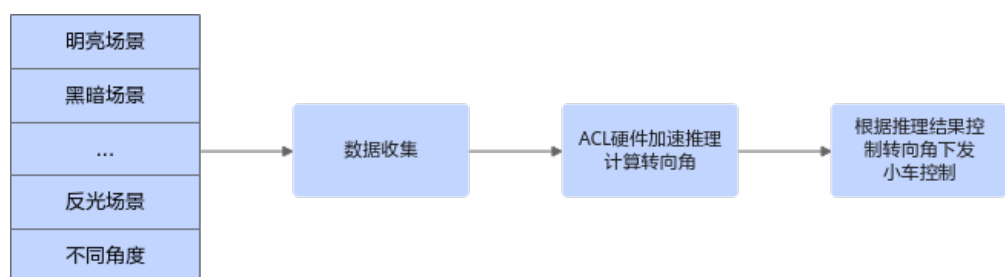 明亮场景
黑暗场景
...
反光场景
不同角度
数据收集
ACL硬件加速推理
计算转向角
根据推理结果控
制转向角下发
小车控制